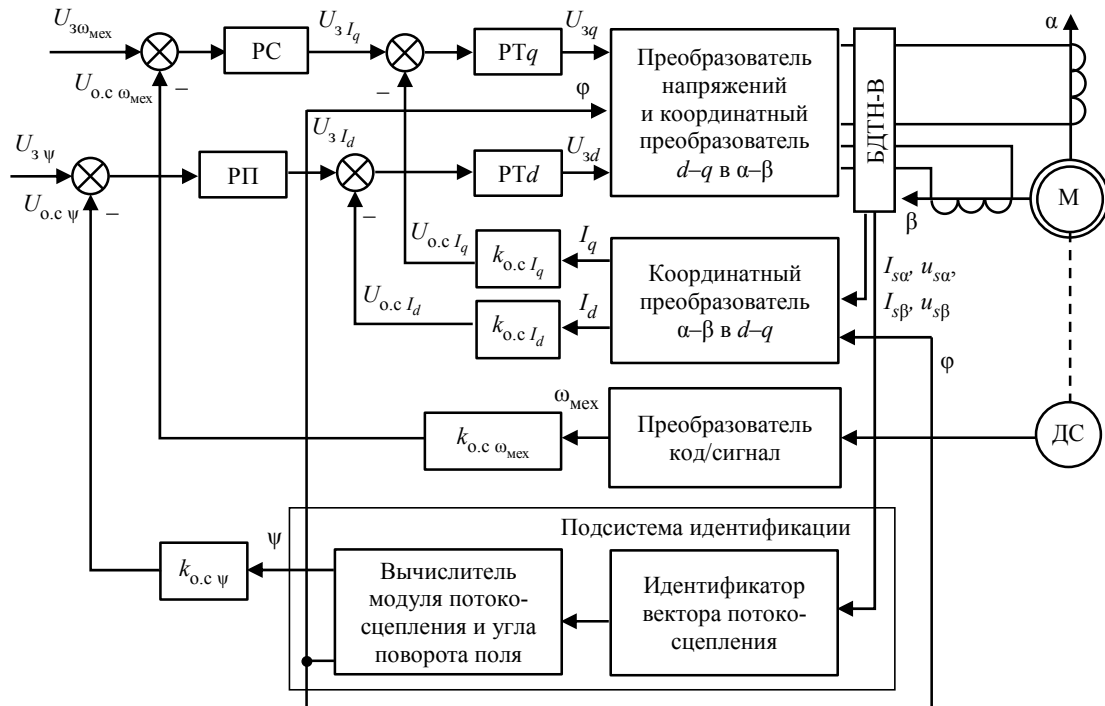 U_зω_мех
РС
U_з I_q
РТq
U_зq
Преобразователь
напряжений
и координатный
преобразователь
d–q в α–β
БДТН-В
α
U_о.с ω_мех
–
–
φ
U_з ψ
РП
U_з I_d
РТd
U_зd
М
β
U_о.с ψ
–
–
U_о.с I_q
k_о.с I_q
I_q
Координатный
преобразователь
α–β в d–q
I_sα, u_sα,
I_sβ, u_sβ
U_о.с I_d
k_о.с I_d
I_d
φ
ω_мех
k_о.с ω_мех
Преобразователь
код/сигнал
ДС
Подсистема идентификации
k_о.с ψ
ψ
Вычислитель
модуля потоко-
сцепления и угла
поворота поля
Идентификатор
вектора потоко-
сцепления